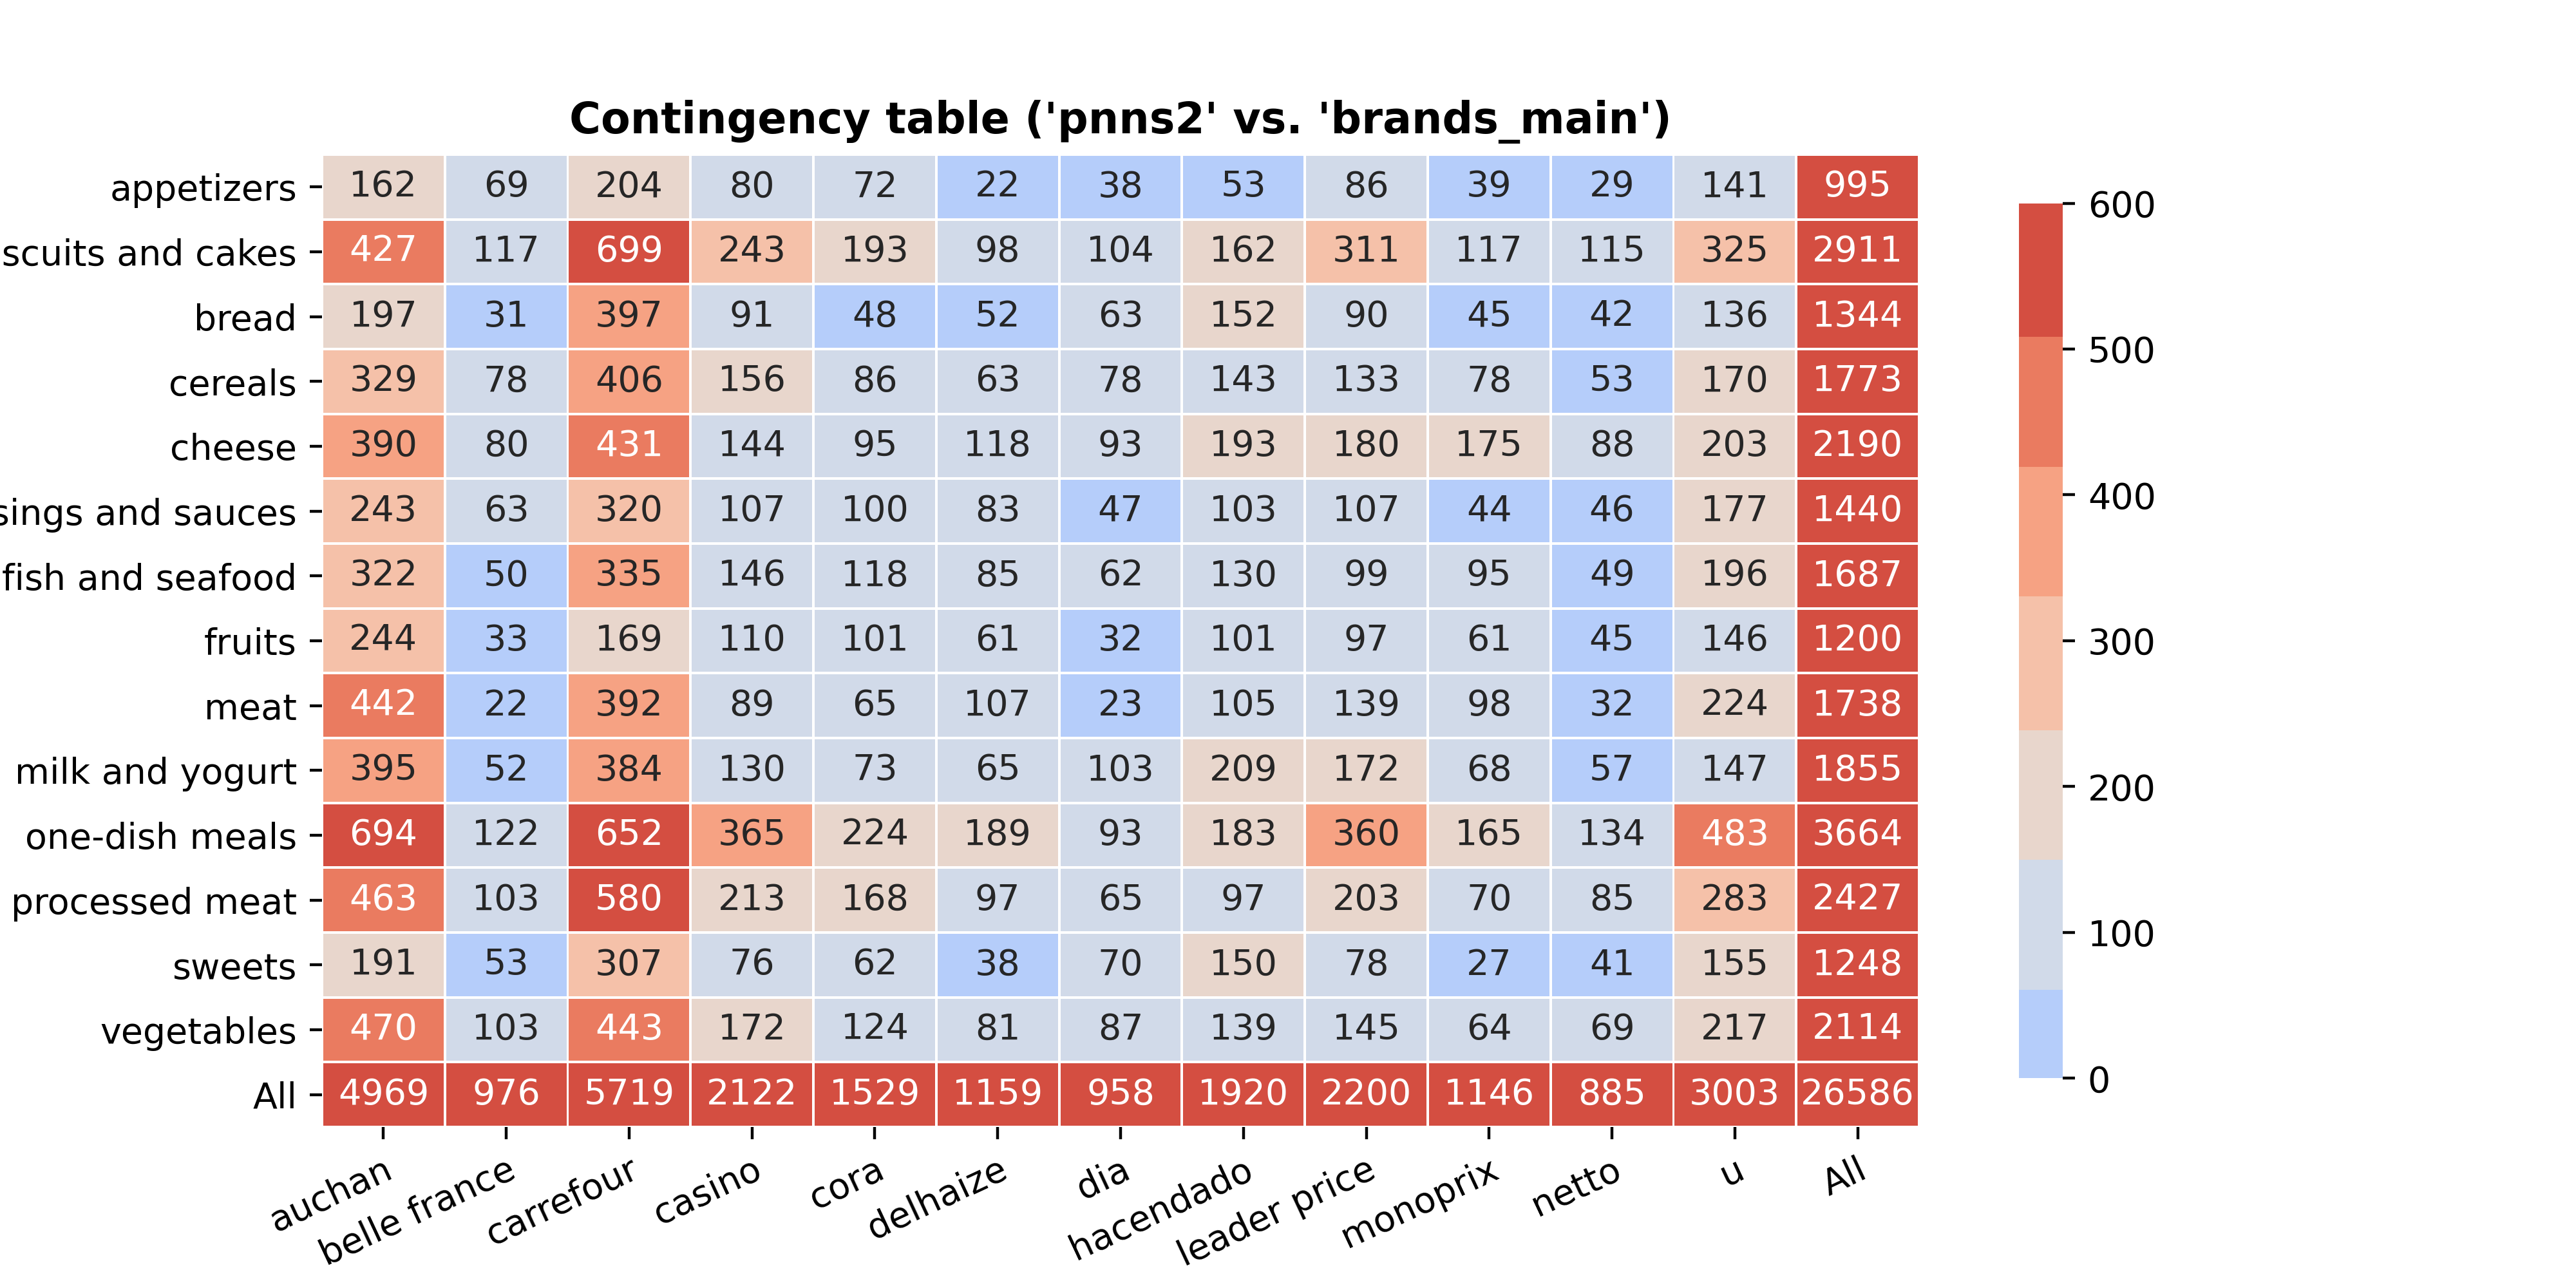 Contingency table ('pnns2' vs. 'brands_main')
appetizers 162 69 204 80 72 22 38 53 86 39 29 141 995
scuits and cakes 427 117 699 243 193 98 104 162 311 117 115 325 2911
bread 197 31 397 91 48 52 63 152 90 45 42 136 1344
cereals 329 78 406 156 86 63 78 143 133 78 53 170 1773
cheese 390 80 431 144 95 118 93 193 180 175 88 203 2190
sings and sauces 243 63 320 107 100 83 47 103 107 44 46 177 1440
fish and seafood 322 50 335 146 118 85 62 130 99 95 49 196 1687
fruits 244 33 169 110 101 61 32 101 97 61 45 146 1200
meat 442 22 392 89 65 107 23 105 139 98 32 224 1738
milk and yogurt 395 52 384 130 73 65 103 209 172 68 57 147 1855
one-dish meals 694 122 652 365 224 189 93 183 360 165 134 483 3664
processed meat 463 103 580 213 168 97 65 97 203 70 85 283 2427
sweets 191 53 307 76 62 38 70 150 78 27 41 155 1248
vegetables 470 103 443 172 124 81 87 139 145 64 69 217 2114
All 4969 976 5719 2122 1529 1159 958 1920 2200 1146 885 3003 26586
auchan belle france carrefour casino cora delhaize dia hacendado leader price monoprix netto u All
600
500
400
300
200
100
0